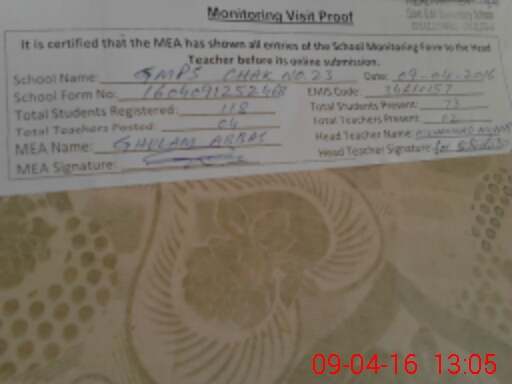 Monitoring Visit Proof
It is certified that the MEA has shown all entries of the School Monitoring Form to the Head
Teacher before its online submission.
School Name: GMPS CHAK NO.23 Date: 09-04-2016
School Form No: EMIS Code:
Total Students Registered: 118 Total Students Present: 73
Total Teachers Posted: 04 Total Teachers Present: 02
MEA Name: GHULAM ABBAS Head Teacher Name:
MEA Signature: Head Teacher Signature:
09-04-16 13:05